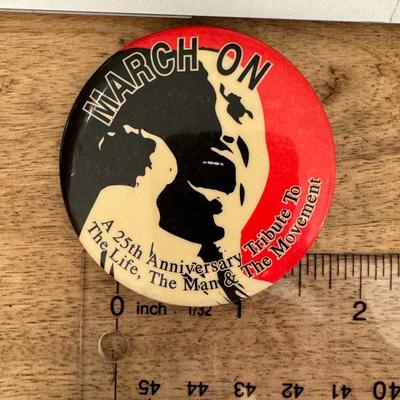 MARCH ON
A 25th Anniversary Tribute To
The Life, The Man & The Movement
0 inch 1/32 1 2
45 44 43 42 41 40 39